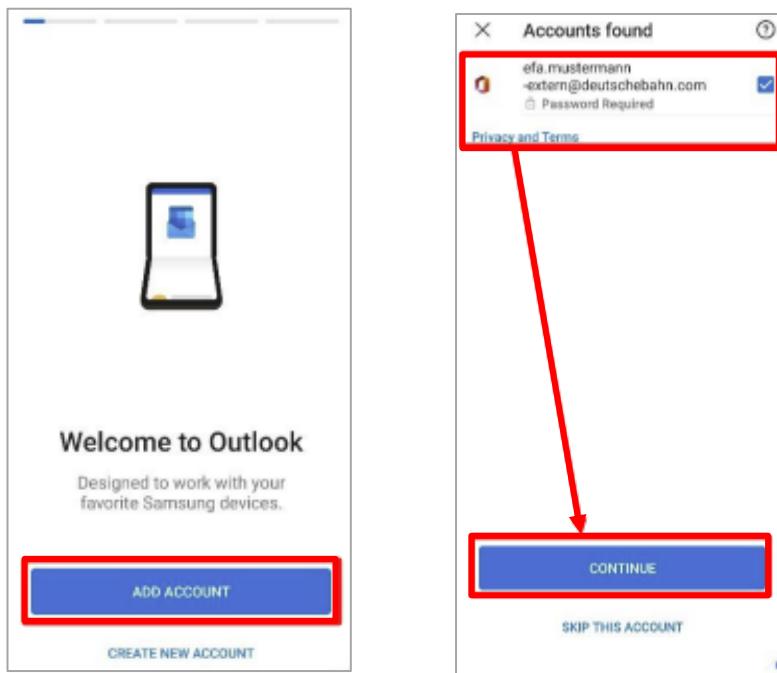 Welcome to Outlook
Designed to work with your
favorite Samsung devices.
ADD ACCOUNT
CREATE NEW ACCOUNT
Accounts found
efa.mustermann
-extern@deutschebahn.com
Password Required
Privacy and Terms
CONTINUE
SKIP THIS ACCOUNT